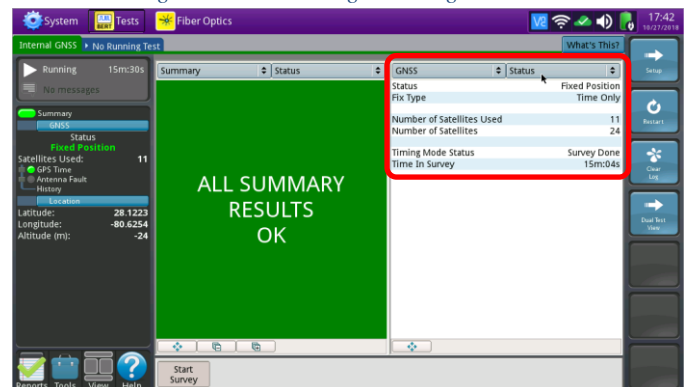 System
Tests
Fiber Optics
V2
17:42
10/27/2018
Internal GNSS
No Running Test
What's This?
Running 15m:30s
No messages
Summary
GNSS
Status
Fixed Position
Satellites Used: 11
GPS Time
Antenna Fault
History
Location
Latitude: 28.1223
Longitude: -80.6254
Altitude (m): -24
Summary
Status
ALL SUMMARY
RESULTS
OK
GNSS
Status
Status Fixed Position
Fix Type Time Only
Number of Satellites Used 11
Number of Satellites 24
Timing Mode Status Survey Done
Time In Survey 15m:04s
Setup
Restart
Clear
Log
Dual Test
View
Start
Survey
Reports
Tools
View
Help